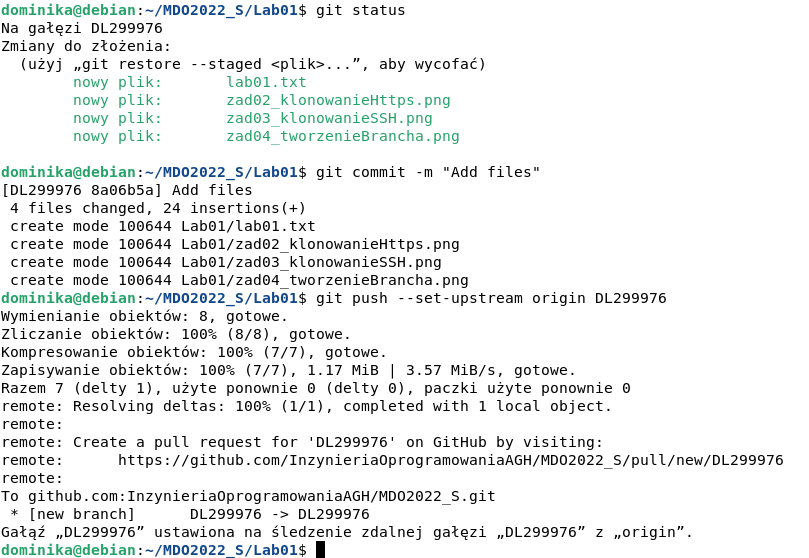 dominika@debian:~/MDO2022_S/Lab01$ git status
Na gałęzi DL299976
Zmiany do złożenia:
  (użyj „git restore --staged <plik>...”, aby wycofać)
        nowy plik:       lab01.txt
        nowy plik:       zad02_klonowanieHttps.png
        nowy plik:       zad03_klonowanieSSH.png
        nowy plik:       zad04_tworzenieBrancha.png

dominika@debian:~/MDO2022_S/Lab01$ git commit -m "Add files"
[DL299976 8a06b5a] Add files
 4 files changed, 24 insertions(+)
 create mode 100644 Lab01/lab01.txt
 create mode 100644 Lab01/zad02_klonowanieHttps.png
 create mode 100644 Lab01/zad03_klonowanieSSH.png
 create mode 100644 Lab01/zad04_tworzenieBrancha.png
dominika@debian:~/MDO2022_S/Lab01$ git push --set-upstream origin DL299976
Wymienianie obiektów: 8, gotowe.
Zliczanie obiektów: 100% (8/8), gotowe.
Kompresowanie obiektów: 100% (7/7), gotowe.
Zapisywanie obiektów: 100% (7/7), 1.17 MiB | 3.57 MiB/s, gotowe.
Razem 7 (delty 1), użyte ponownie 0 (delty 0), paczki użyte ponownie 0
remote: Resolving deltas: 100% (1/1), completed with 1 local object.
remote:
remote: Create a pull request for 'DL299976' on GitHub by visiting:
remote:      https://github.com/InzynieriaOprogramowaniaAGH/MDO2022_S/pull/new/DL299976
remote:
To github.com:InzynieriaOprogramowaniaAGH/MDO2022_S.git
 * [new branch]      DL299976 -> DL299976
Gałąź „DL299976” ustawiona na śledzenie zdalnej gałęzi „DL299976” z „origin”.
dominika@debian:~/MDO2022_S/Lab01$